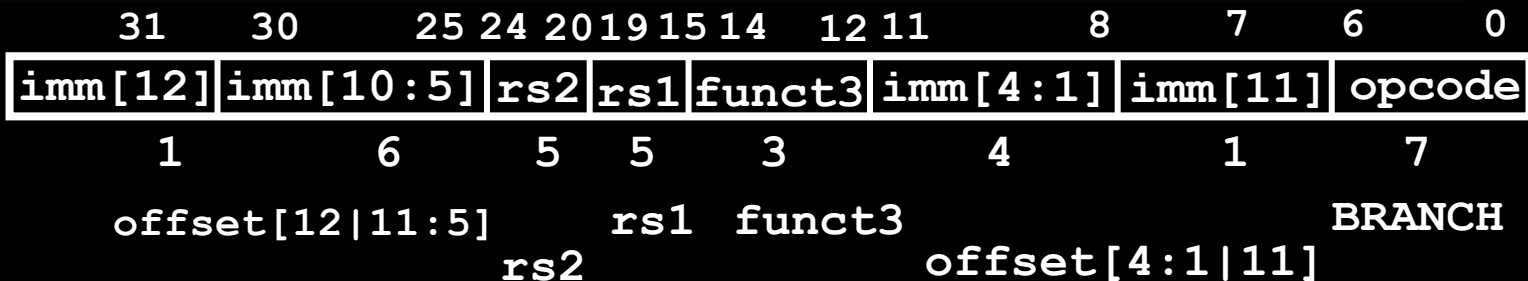 31 30 25 24 20 19 15 14 12 11 8 7 6 0
imm[12] imm[10:5] rs2 rs1 funct3 imm[4:1] imm[11] opcode
1 6 5 5 3 4 1 7
offset[12|11:5] rs2 rs1 funct3 offset[4:1|11] BRANCH